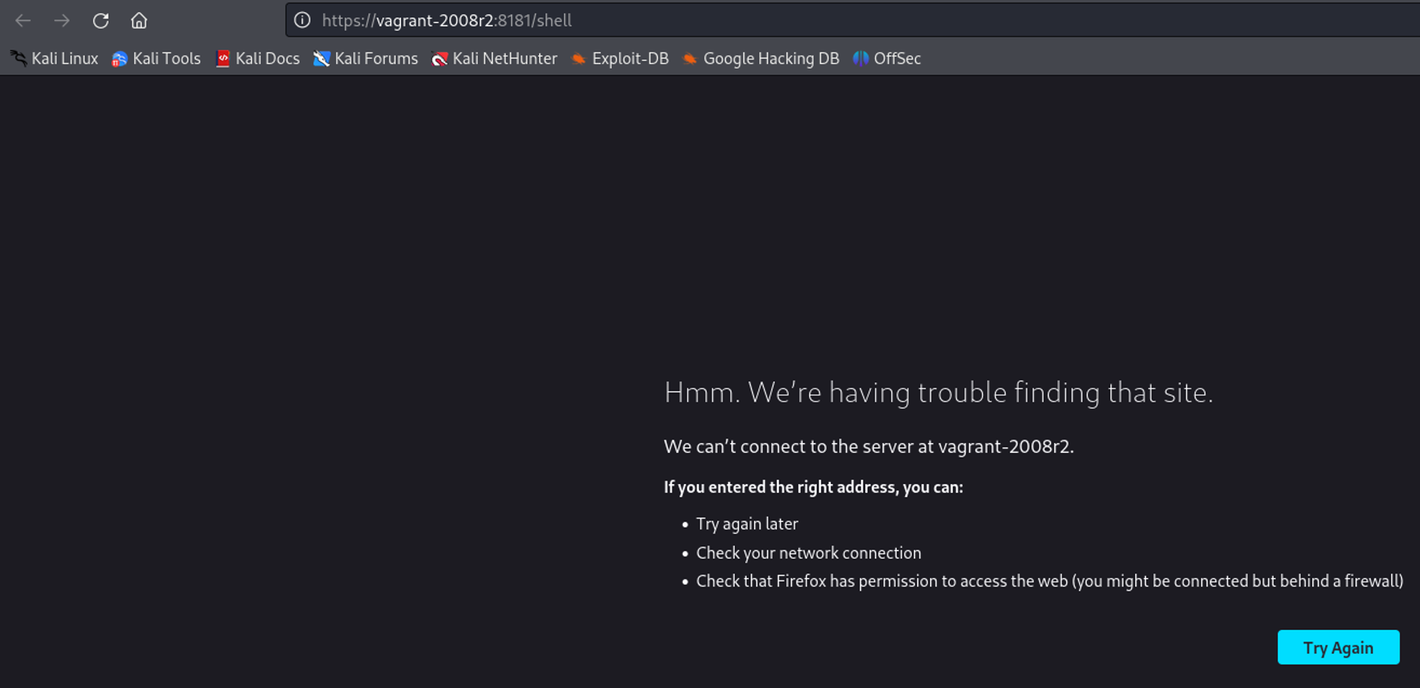 https://vagrant-2008r2:8181/shell
Kali Linux Kali Tools Kali Docs Kali Forums Kali NetHunter Exploit-DB Google Hacking DB OffSec
Hmm. We're having trouble finding that site.
We can't connect to the server at vagrant-2008r2.
If you entered the right address, you can:
• Try again later
• Check your network connection
• Check that Firefox has permission to access the web (you might be connected but behind a firewall)
Try Again